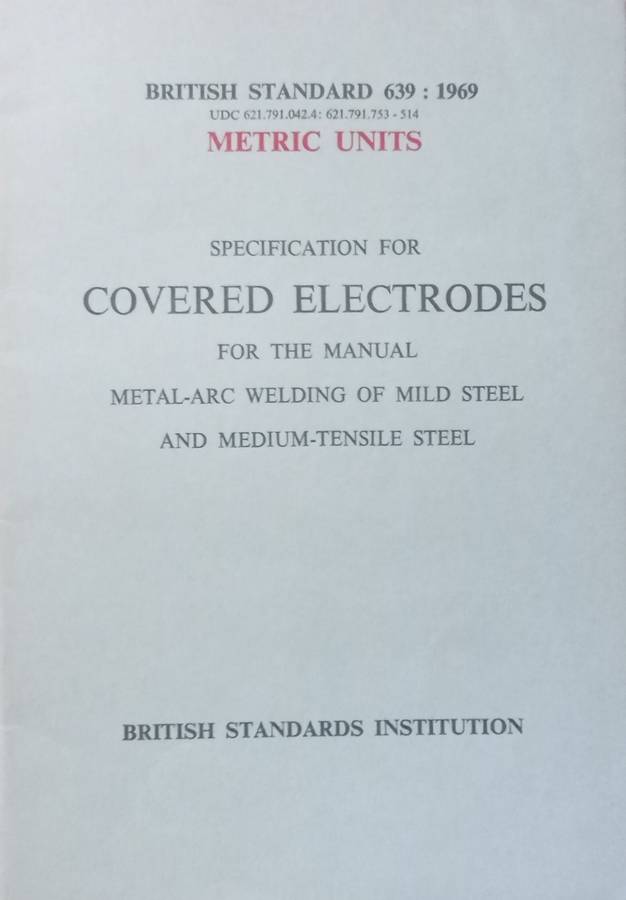 BRITISH STANDARD 639 : 1969
UDC 621.791.042.4: 621.791.753 - 514
METRIC UNITS
SPECIFICATION FOR
COVERED ELECTRODES
FOR THE MANUAL
METAL-ARC WELDING OF MILD STEEL
AND MEDIUM-TENSILE STEEL
BRITISH STANDARDS INSTITUTION